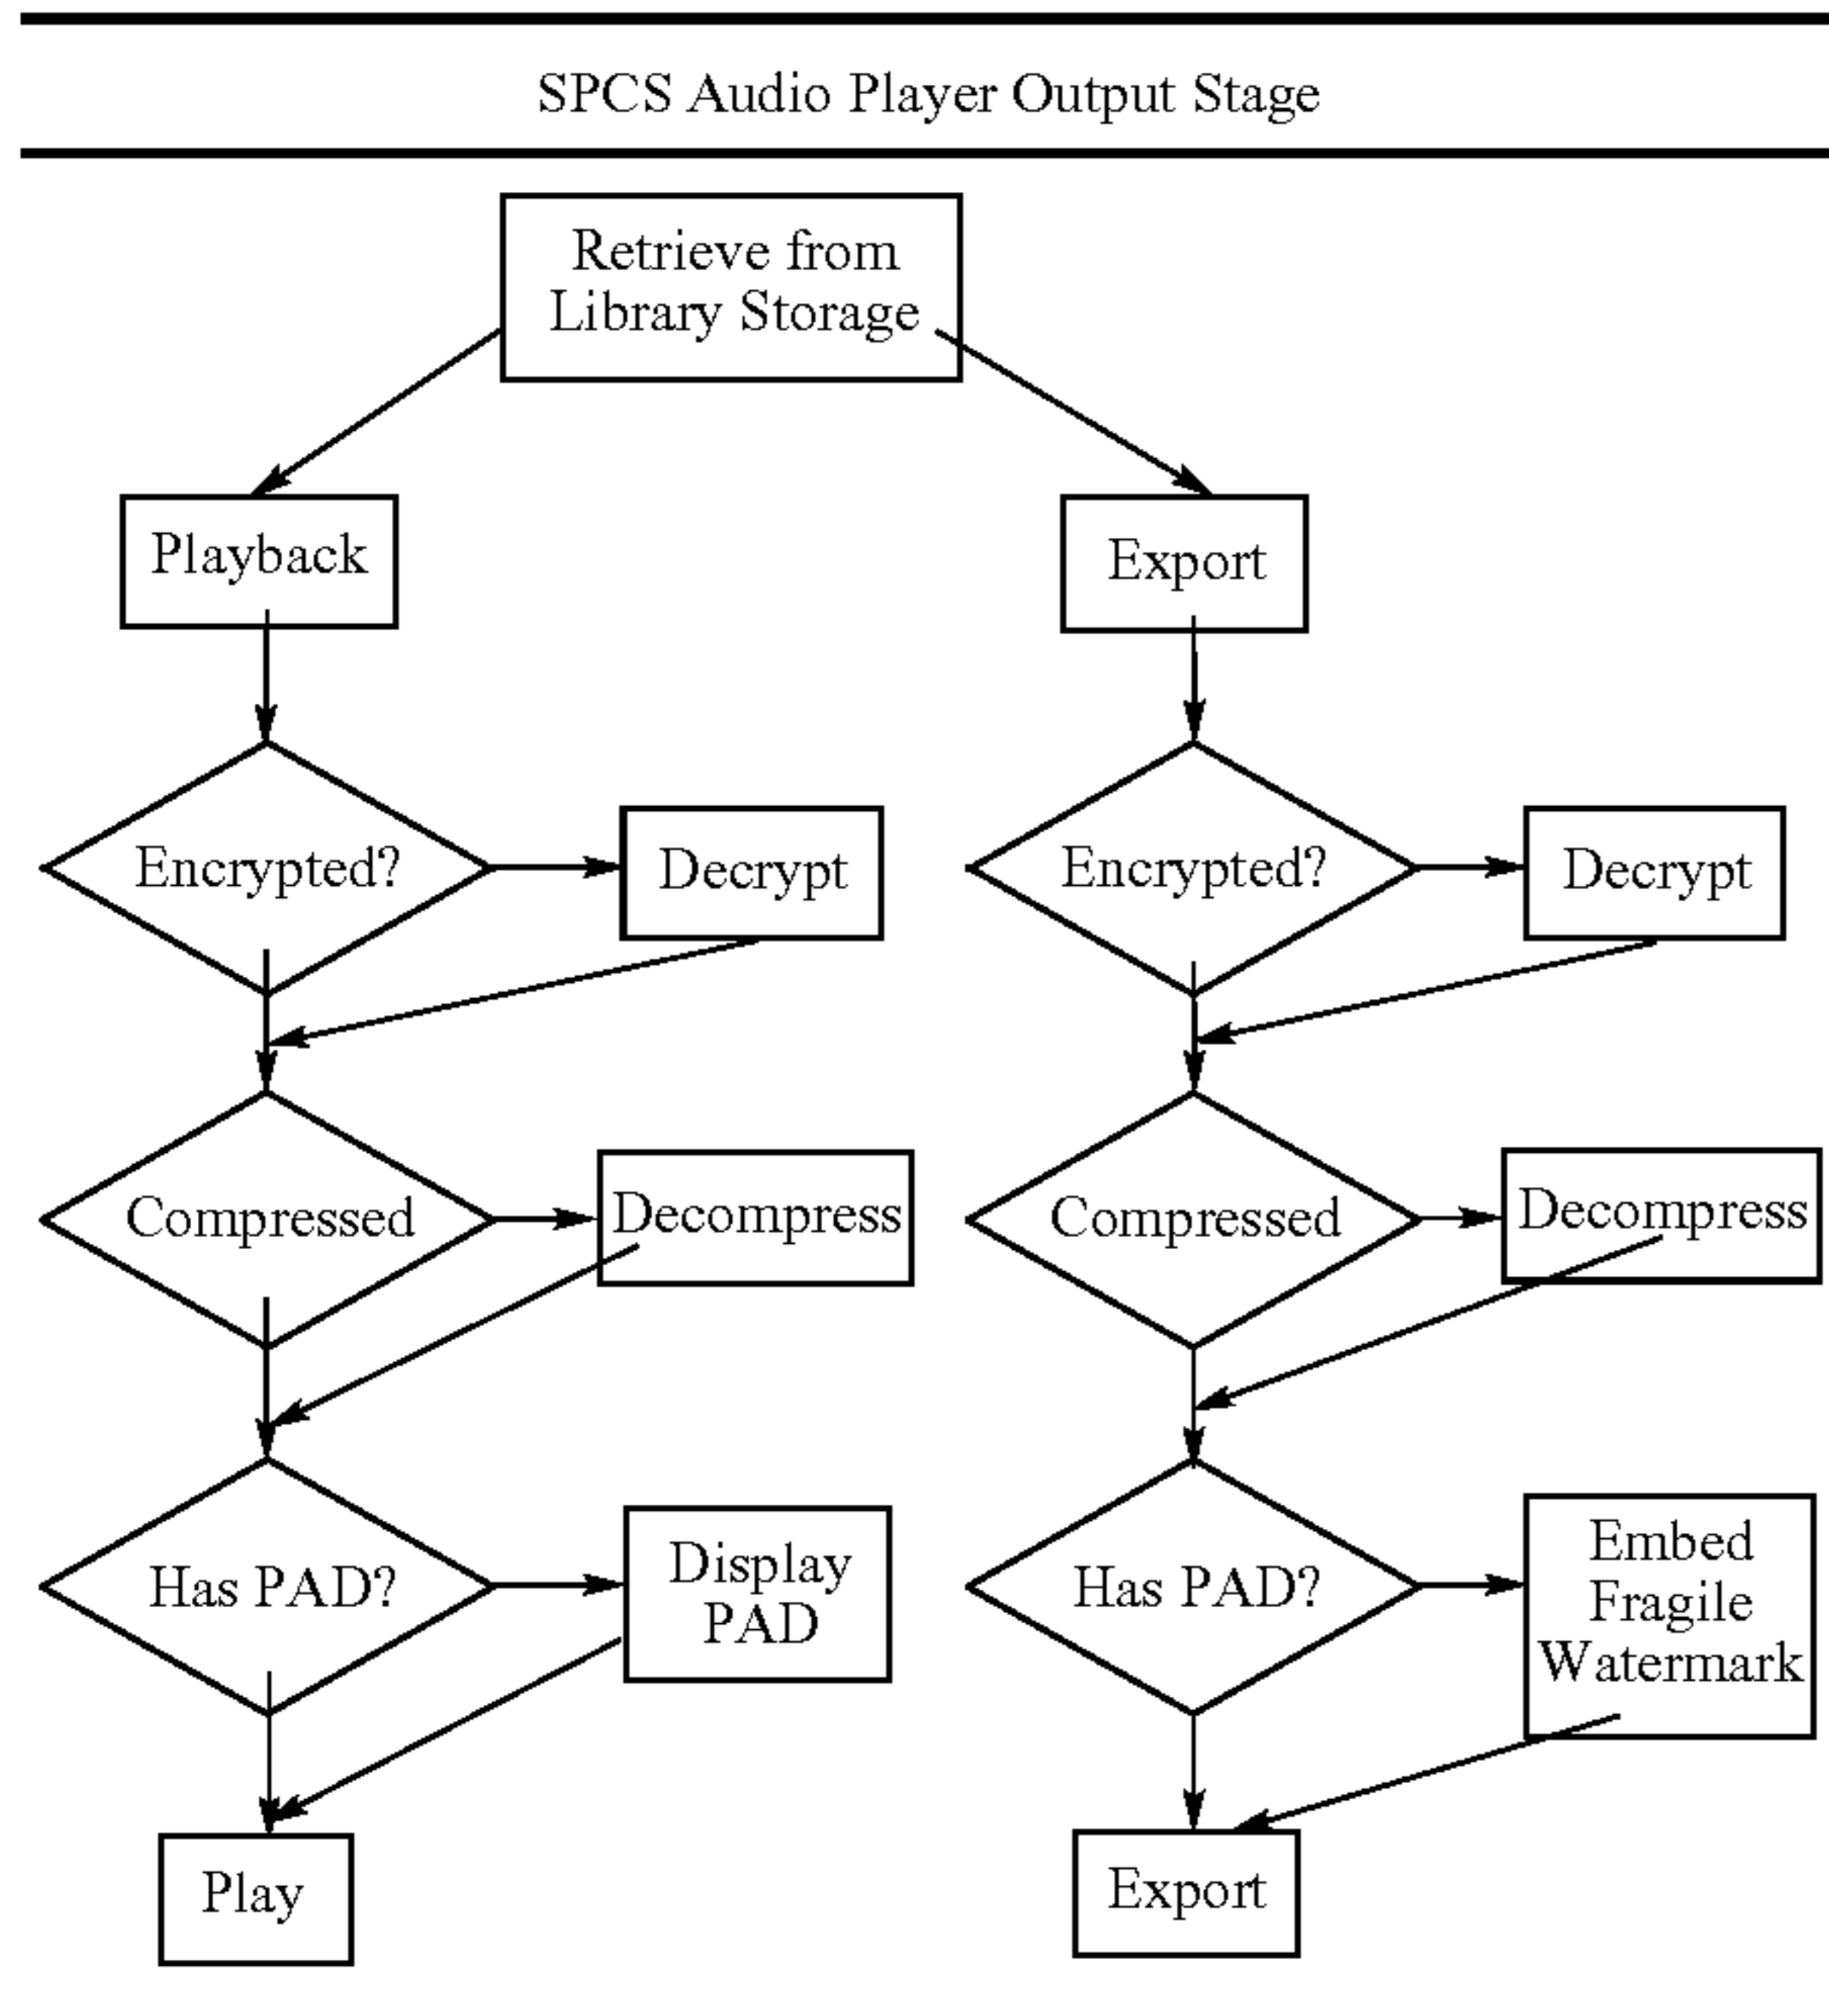 SPCS Audio Player Output Stage
Retrieve from
Library Storage
Playback
Export
Encrypted?
Decrypt
Encrypted?
Decrypt
Compressed
Decompress
Compressed
Decompress
Has PAD?
Display
PAD
Has PAD?
Embed
Fragile
Watermark
Play
Export